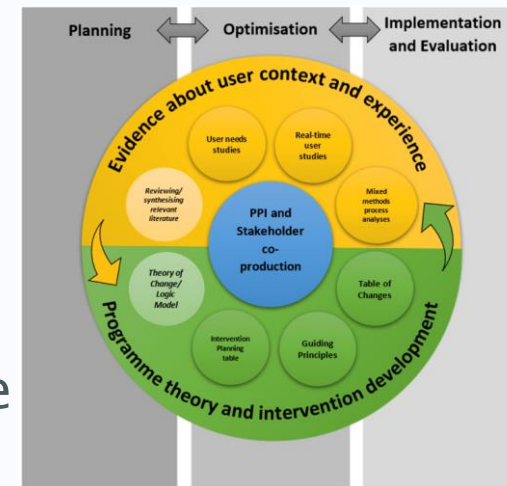 Planning
Optimisation
Implementation
and Evaluation
Evidence about user context and experience
User needs
studies
Real-time
user
studies
Reviewing/
synthesising
relevant
literature
Mixed
methods
process
analyses
PPI and
Stakeholder
co-
production
Theory of
Change/
Logic
Model
Table of
Changes
Intervention
Planning
table
Guiding
Principles
Programme theory and intervention development
e